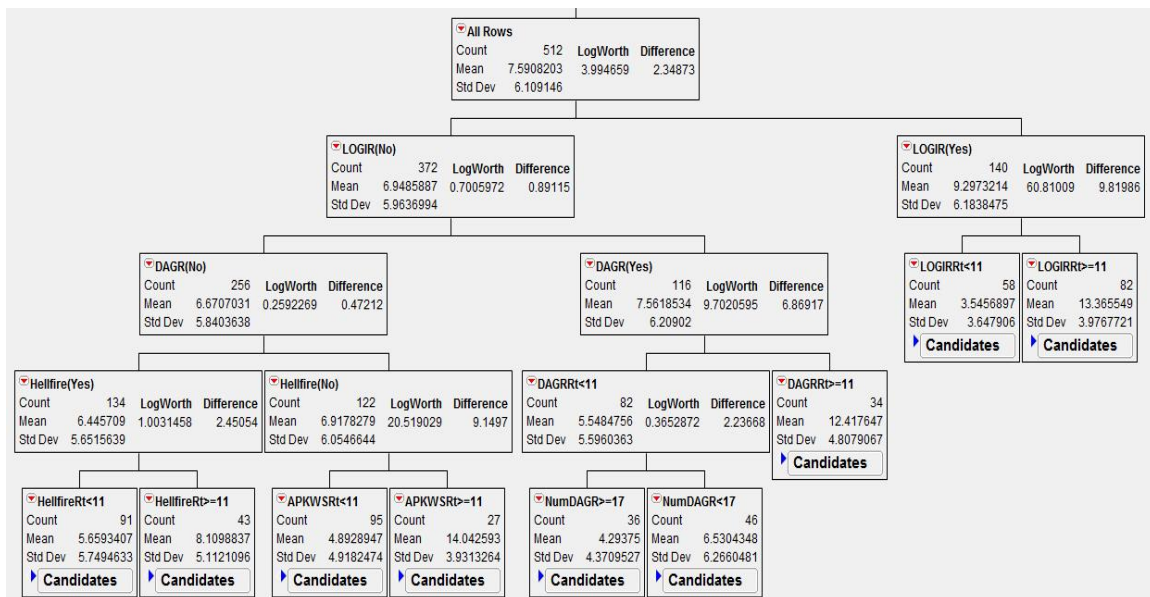 All Rows
Count 512 LogWorth Difference
Mean 7.5908203 3.994659 2.34873
Std Dev 6.109146
LOGIR(No)
Count 372 LogWorth Difference
Mean 6.9485887 0.7005972 0.89115
Std Dev 5.9636994
LOGIR(Yes)
Count 140 LogWorth Difference
Mean 9.2973214 60.81009 9.81986
Std Dev 6.1838475
DAGR(No)
Count 256 LogWorth Difference
Mean 6.6707031 0.2592269 0.47212
Std Dev 5.8403638
DAGR(Yes)
Count 116 LogWorth Difference
Mean 7.5618534 9.7020595 6.86917
Std Dev 6.20902
LOGIRRt<11
Count 58
Mean 3.5456897
Std Dev 3.647906
Candidates
LOGIRRt>=11
Count 82
Mean 13.365549
Std Dev 3.9767721
Candidates
Hellfire(Yes)
Count 134 LogWorth Difference
Mean 6.445709 1.0031458 2.45054
Std Dev 5.6515639
Hellfire(No)
Count 122 LogWorth Difference
Mean 6.9178279 20.519029 9.1497
Std Dev 6.0546644
DAGRRt<11
Count 82 LogWorth Difference
Mean 5.5484756 0.3652872 2.23668
Std Dev 5.5960363
DAGRRt>=11
Count 34
Mean 12.417647
Std Dev 4.8079067
Candidates
HellfireRt<11
Count 91
Mean 5.6593407
Std Dev 5.7494633
Candidates
HellfireRt>=11
Count 43
Mean 8.1098837
Std Dev 5.1121096
Candidates
APKWSRt<11
Count 95
Mean 4.8928947
Std Dev 4.9182474
Candidates
APKWSRt>=11
Count 27
Mean 14.042593
Std Dev 3.9313264
Candidates
NumDAGR>=17
Count 36
Mean 4.29375
Std Dev 4.3709527
Candidates
NumDAGR<17
Count 46
Mean 6.5304348
Std Dev 6.2660481
Candidates